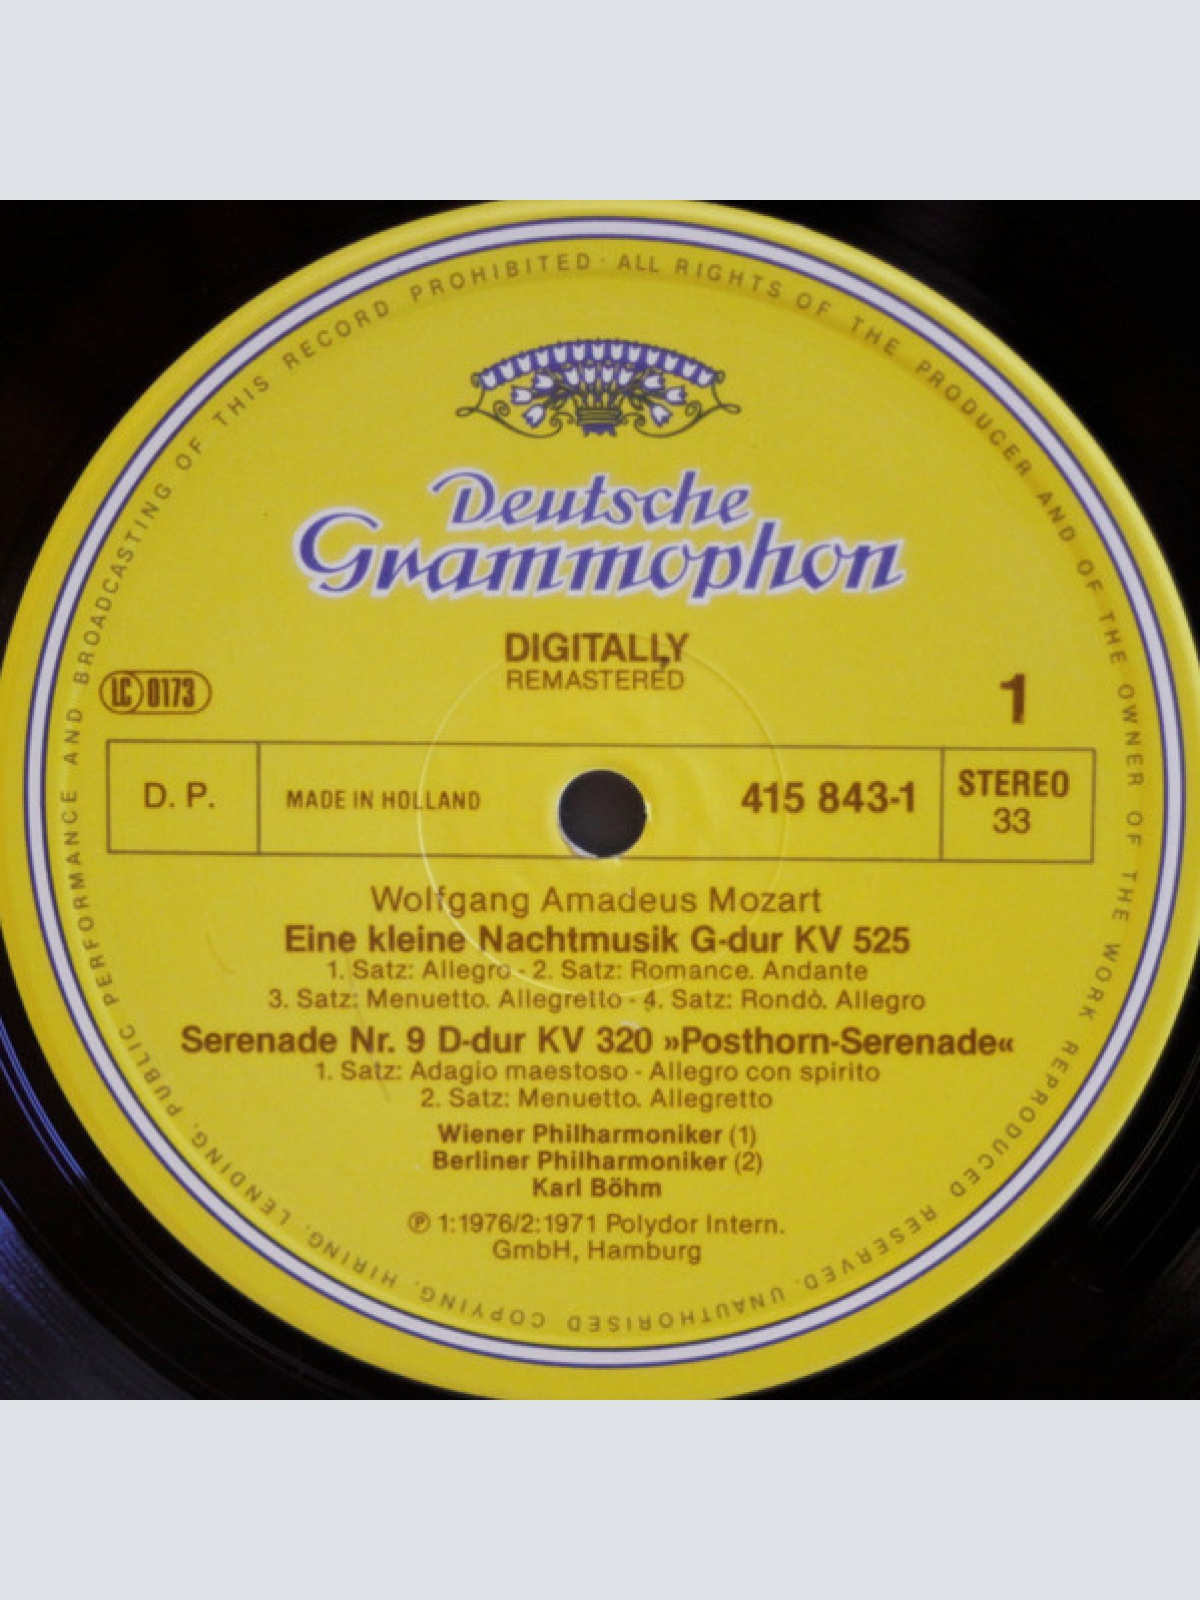 ALL RIGHTS OF THE PRODUCER AND OF THE OWNER OF THE WORK REPRODUCED RESERVED. UNAUTHORISED COPYING, HIRING, LENDING, PUBLIC PERFORMANCE AND BROADCASTING OF THIS RECORD PROHIBITED ·
Deutsche
Grammophon
DIGITALLY
REMASTERED
LC 0173
1
D. P.
MADE IN HOLLAND
415 843-1
STEREO
33
Wolfgang Amadeus Mozart
Eine kleine Nachtmusik G-dur KV 525
1. Satz: Allegro - 2. Satz: Romance. Andante
3. Satz: Menuetto. Allegretto - 4. Satz: Rondò. Allegro
Serenade Nr. 9 D-dur KV 320 »Posthorn-Serenade«
1. Satz: Adagio maestoso - Allegro con spirito
2. Satz: Menuetto. Allegretto
Wiener Philharmoniker (1)
Berliner Philharmoniker (2)
Karl Böhm
℗ 1:1976/2:1971 Polydor Intern.
GmbH, Hamburg